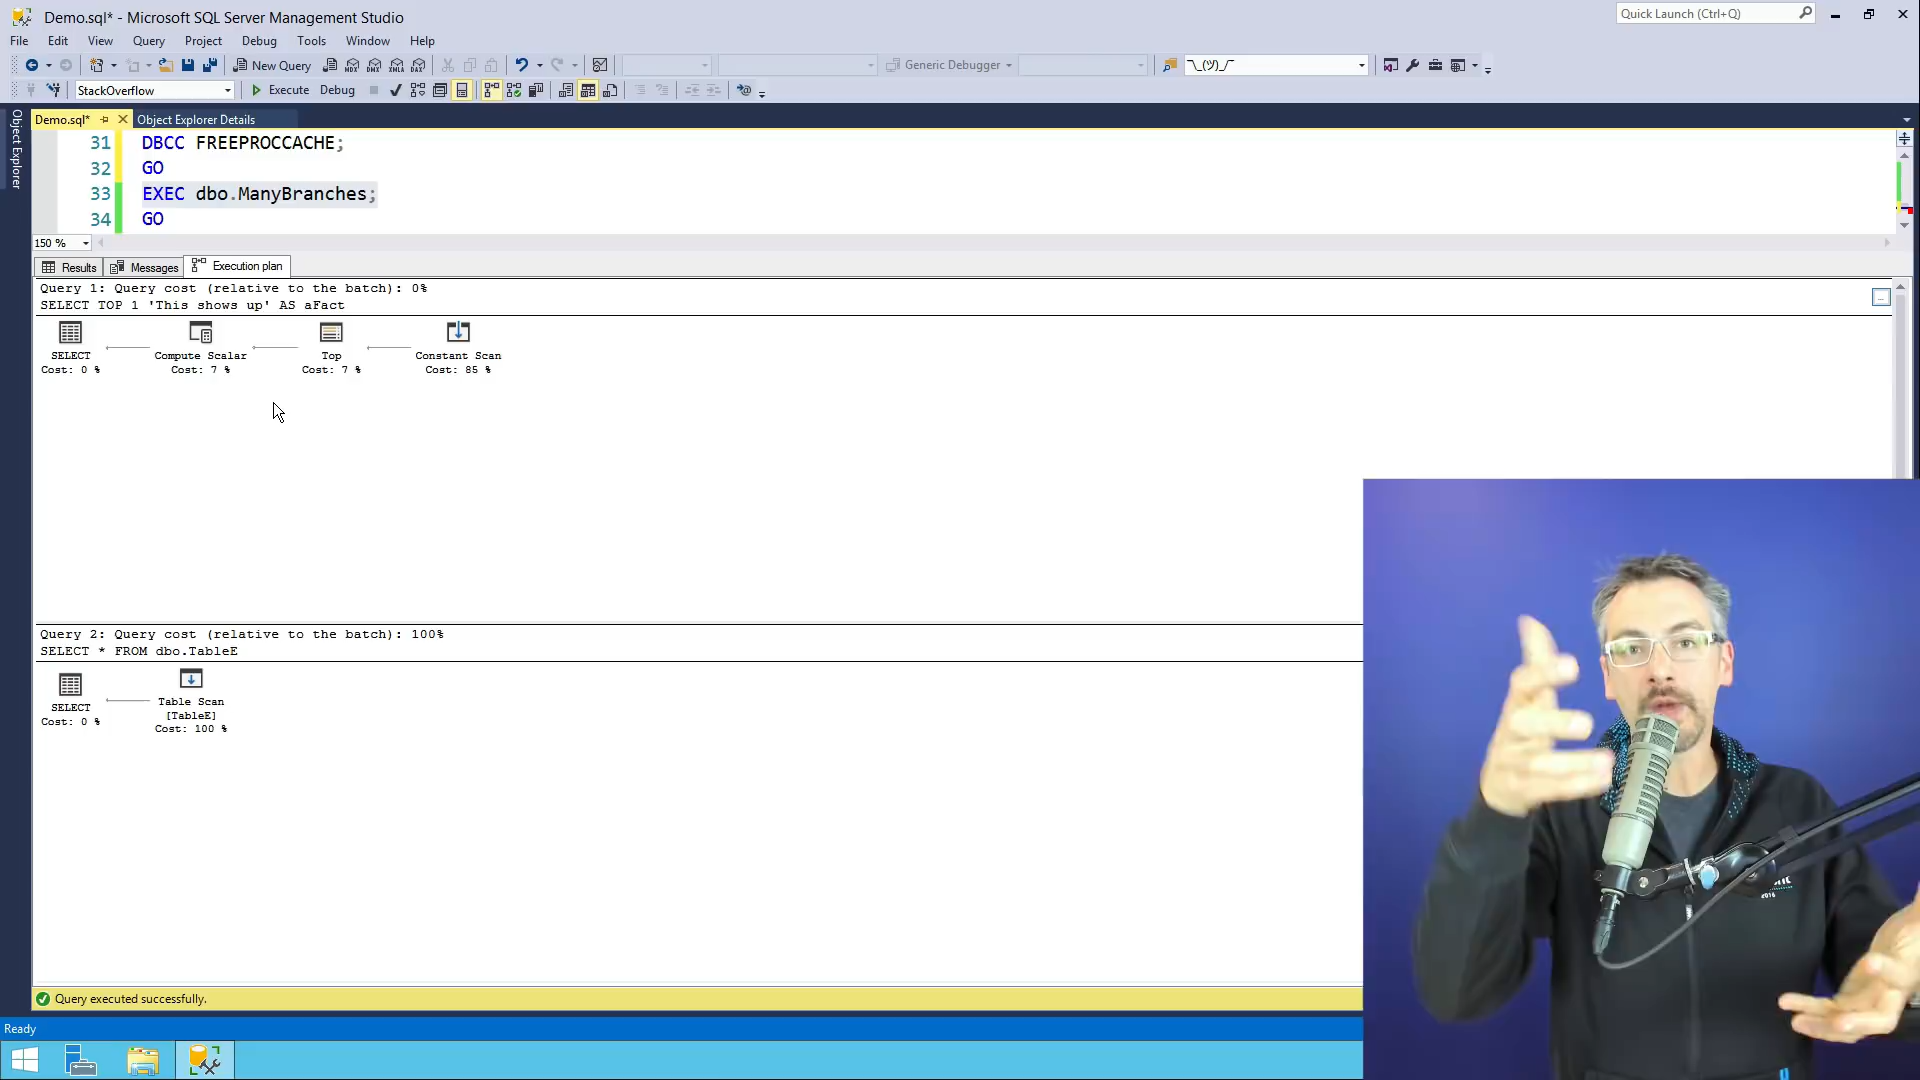 Demo.sql* - Microsoft SQL Server Management Studio
Quick Launch (Ctrl+Q)
File Edit View Query Project Debug Tools Window Help
New Query
Generic Debugger
¯\_(ツ)_/¯
StackOverflow
Execute Debug
Object Explorer
Demo.sql*
Object Explorer Details
31 DBCC FREEPROCCACHE;
32 GO
33 EXEC dbo.ManyBranches;
34 GO
150 %
Results Messages Execution plan
Query 1: Query cost (relative to the batch): 0%
SELECT TOP 1 'This shows up' AS aFact
SELECT Compute Scalar Top Constant Scan
Cost: 0 % Cost: 7 % Cost: 7 % Cost: 85 %
Query 2: Query cost (relative to the batch): 100%
SELECT * FROM dbo.TableE
SELECT
Cost: 0 %
Table Scan
[TableE]
Cost: 100 %
Query executed successfully.
Ready
2016